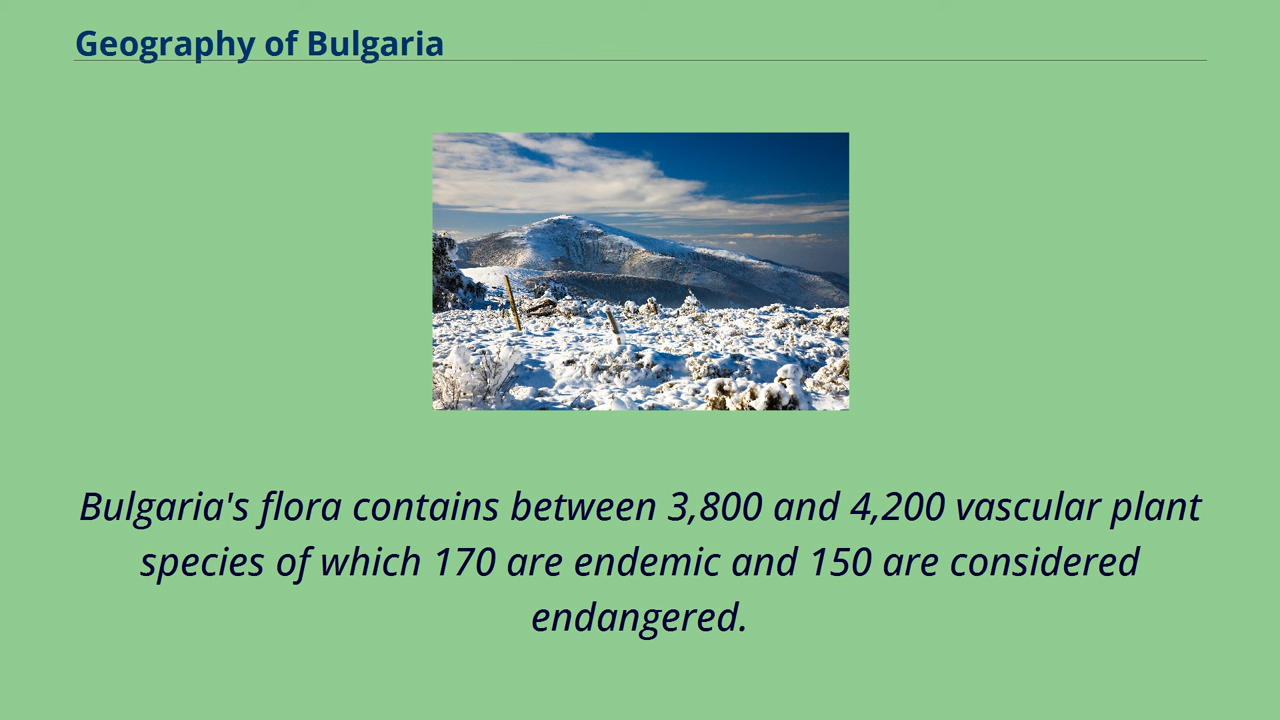 Geography of Bulgaria
Bulgaria's flora contains between 3,800 and 4,200 vascular plant
species of which 170 are endemic and 150 are considered
endangered.